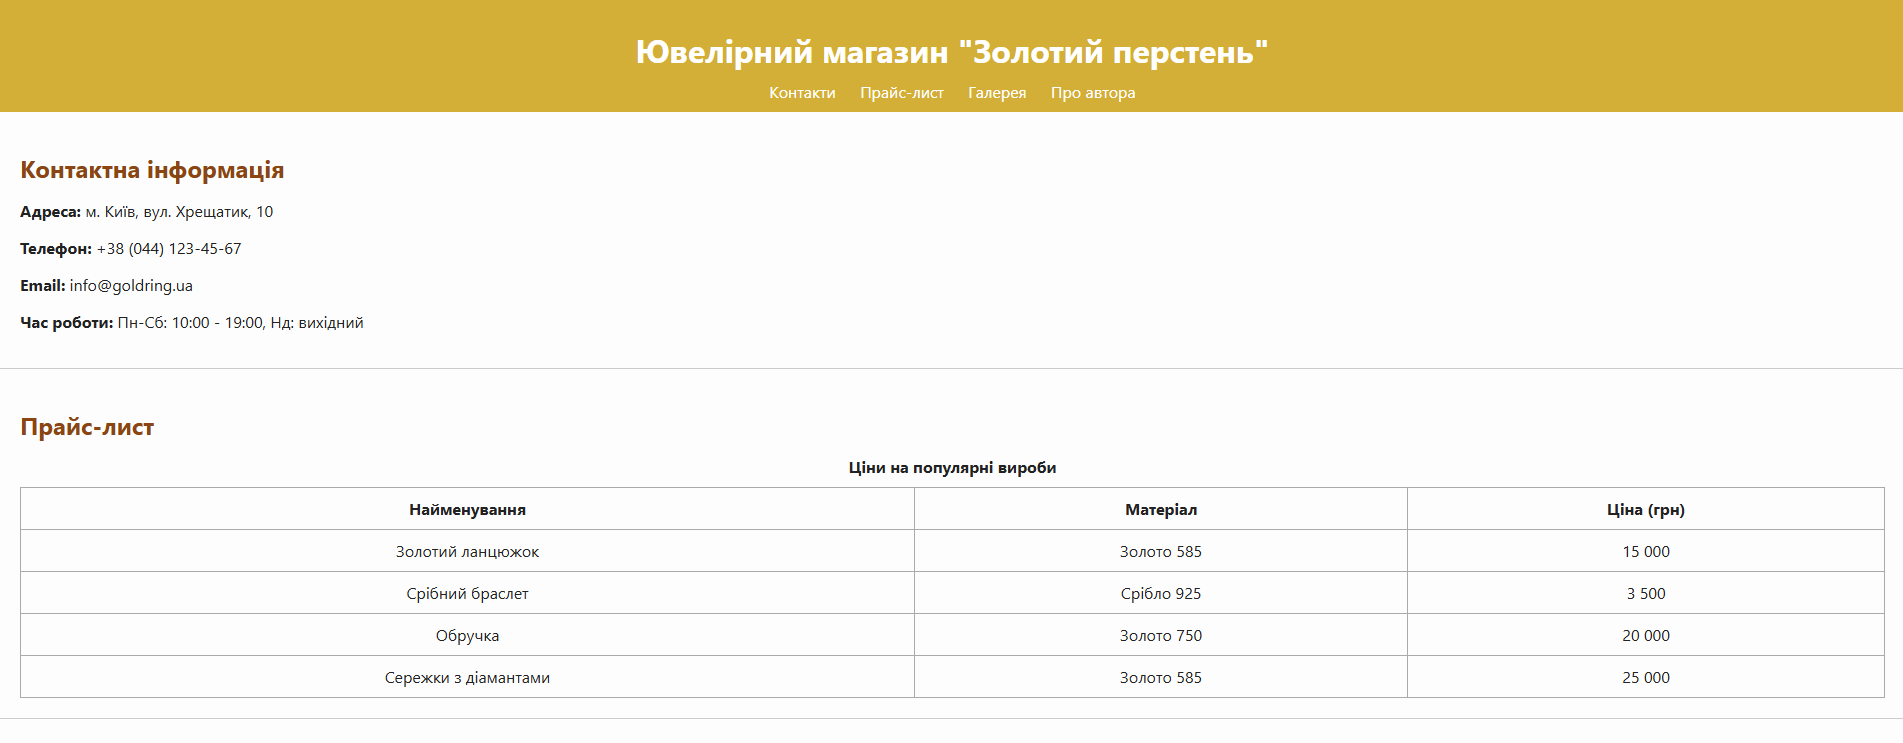 Ювелірний магазин "Золотий перстень"
Контакти Прайс-лист Галерея Про автора
Контактна інформація
Адреса: м. Київ, вул. Хрещатик, 10
Телефон: +38 (044) 123-45-67
Email: info@goldring.ua
Час роботи: Пн-Сб: 10:00 - 19:00, Нд: вихідний
Прайс-лист
Ціни на популярні вироби
Найменування Матеріал Ціна (грн)
Золотий ланцюжок Золото 585 15 000
Срібний браслет Срібло 925 3 500
Обручка Золото 750 20 000
Сережки з діамантами Золото 585 25 000